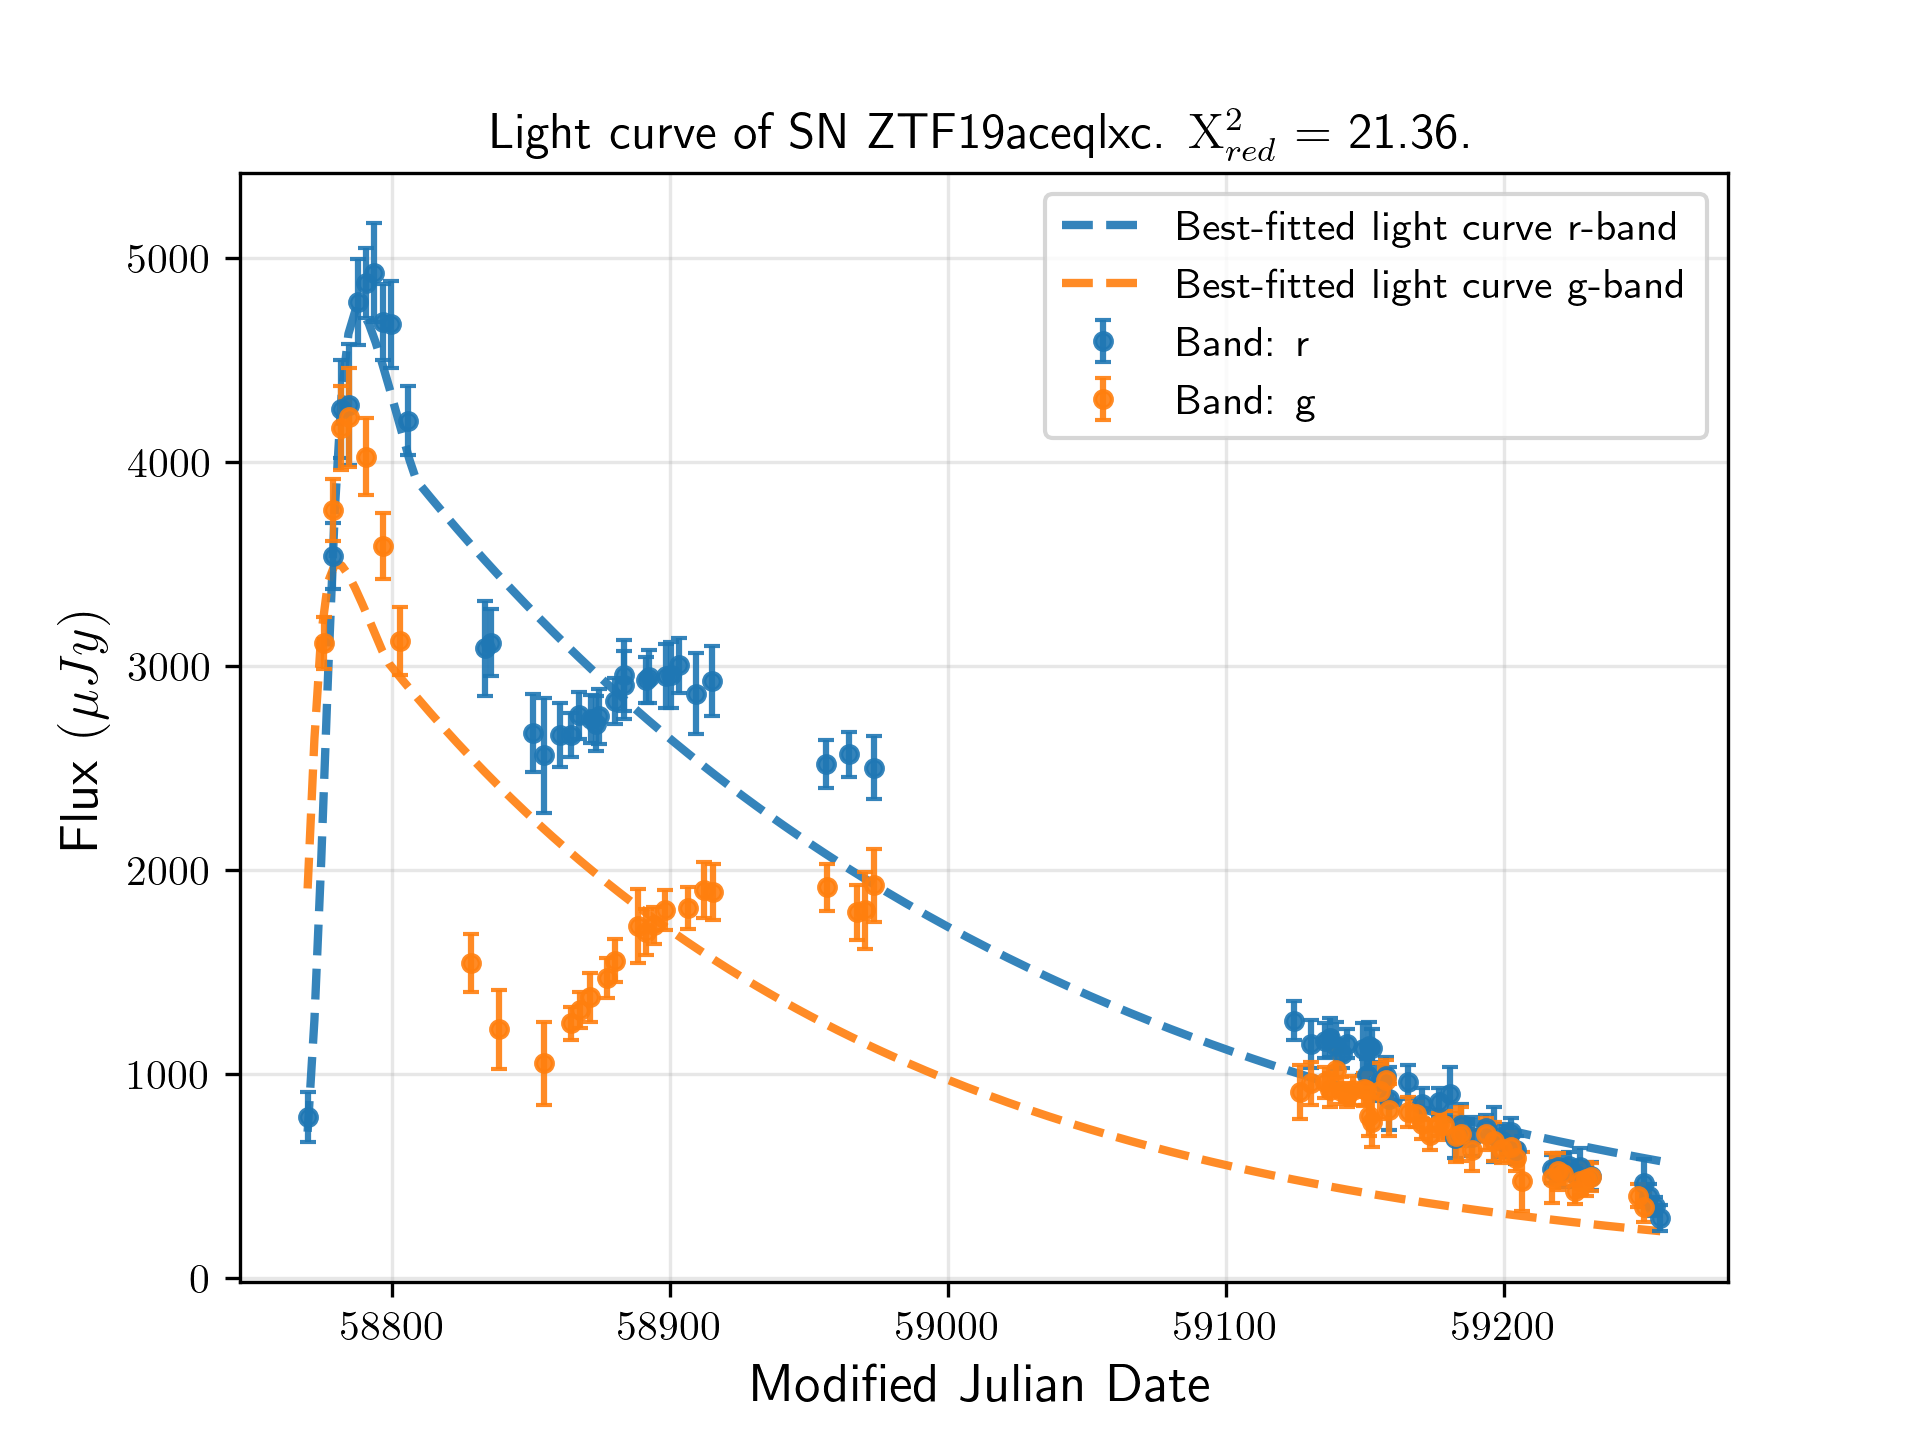 Light curve of SN ZTF19aceqlxc. X²_red = 21.36.
Best-fitted light curve r-band
Best-fitted light curve g-band
Band: r
Band: g
Flux (μJy)
5000
4000
3000
2000
1000
0
58800 58900 59000 59100 59200
Modified Julian Date